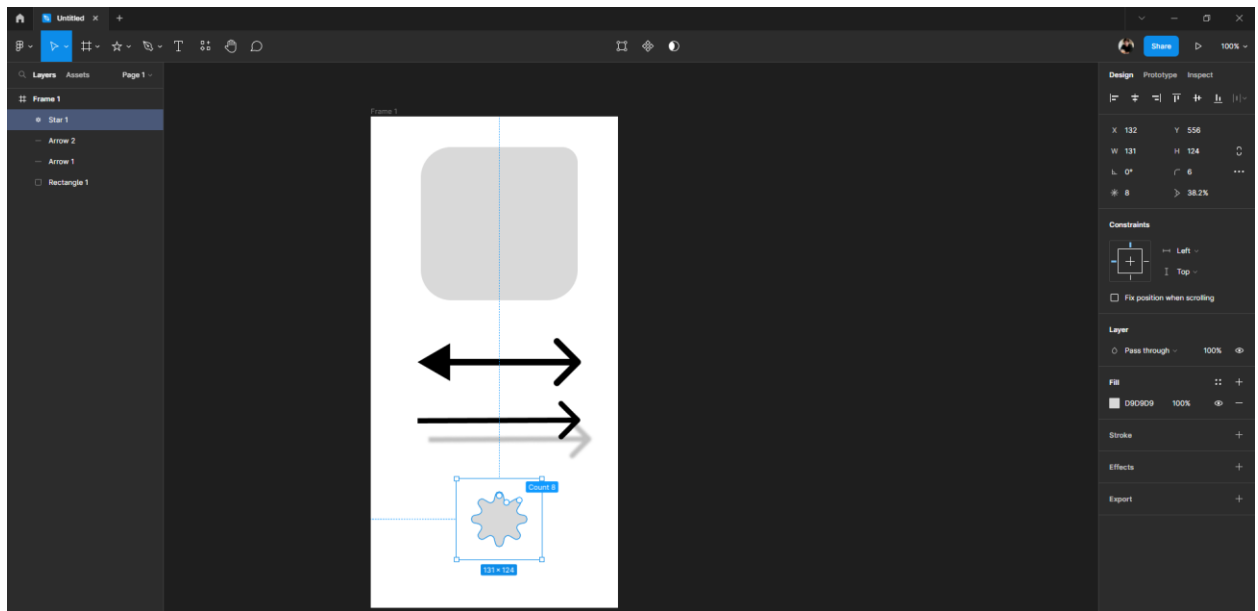 Untitled
Share
100%
Layers Assets Page 1
Design Prototype Inspect
Frame 1
Star 1
Arrow 2
Arrow 1
Rectangle 1
Frame 1
Count 8
131 × 124
X 132 Y 556
W 131 H 124
0° 6
8 38.2%
Constraints
Left
Top
Fix position when scrolling
Layer
Pass through 100%
Fill
D9D9D9 100%
Stroke
Effects
Export